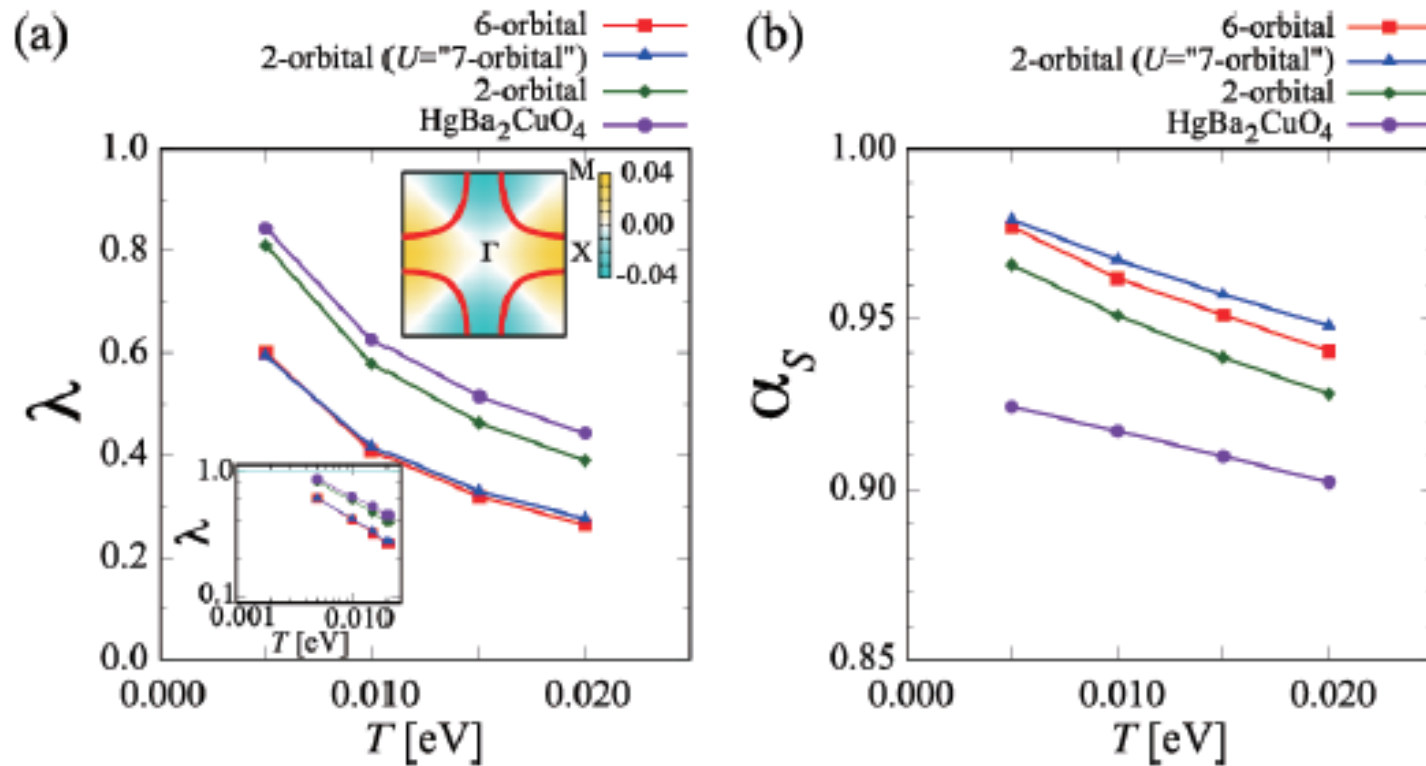 (a)
6-orbital
2-orbital (U="7-orbital")
2-orbital
HgBa2CuO4
1.0
0.8
0.6
0.4
0.2
0.0
λ
0.000
0.010
0.020
T [eV]
M
0.04
0.00
-0.04
Γ
X
1.0
λ
0.1
0.001
0.010
T [eV]
(b)
6-orbital
2-orbital (U="7-orbital")
2-orbital
HgBa2CuO4
1.00
0.95
0.90
0.85
αS
0.000
0.010
0.020
T [eV]